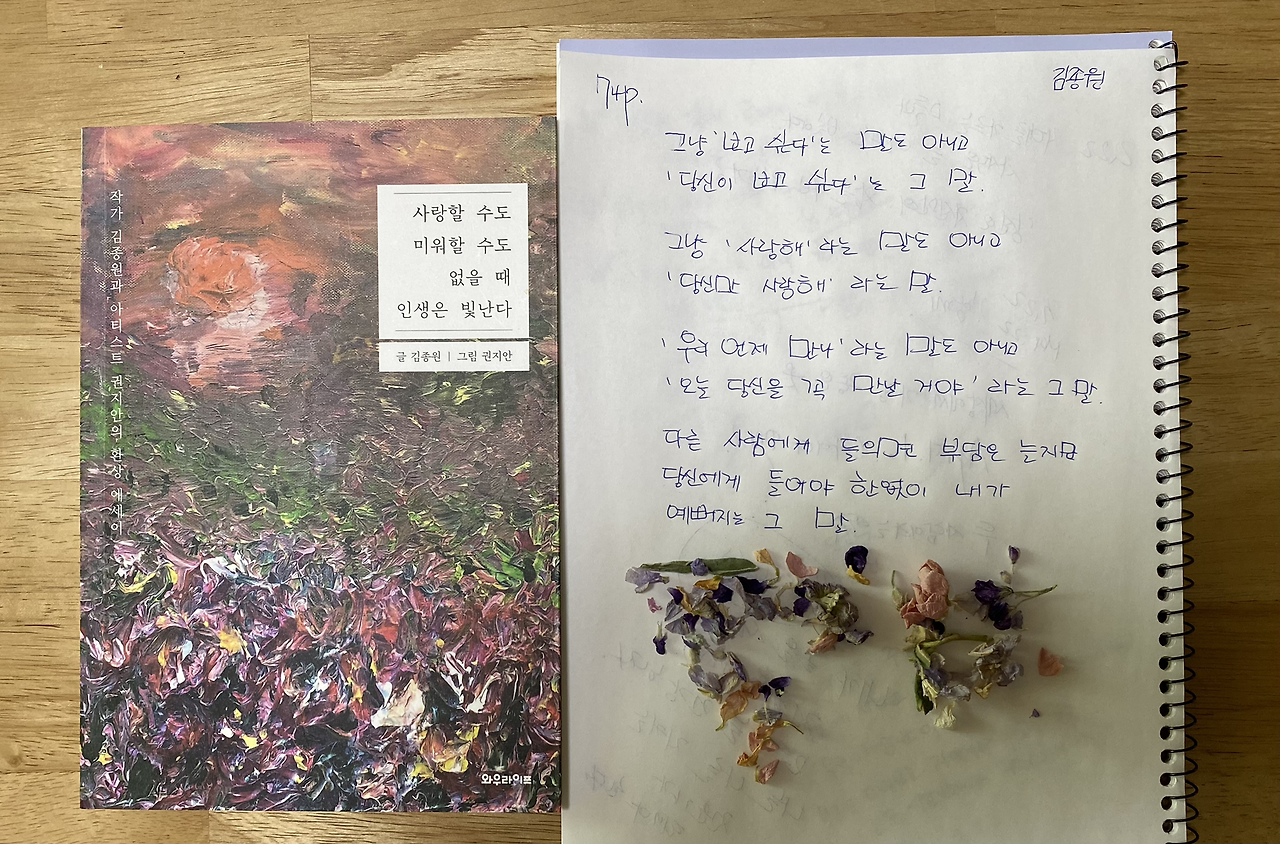 작가 김종원과 아티스트 권지안의 환상 에세이
사랑할 수도
미워할 수도
없을 때
인생은 빛난다
글 김종원 | 그림 권지안
와우라이프
74p.
김종원
그냥 '보고 싶다'는 말도 아니고
'당신이 보고 싶다'는 그 말.
그냥 '사랑해'라는 말도 아니고
'당신만 사랑해' 라는 말.
'우리 언제 만나'라는 말도 아니고
'오늘 당신을 꼭 만날 거야' 라는 그 말.
다른 사람에게 부담은 늘지만
당신에게 들어야 한없이 내가
예뻐지는 그 말.